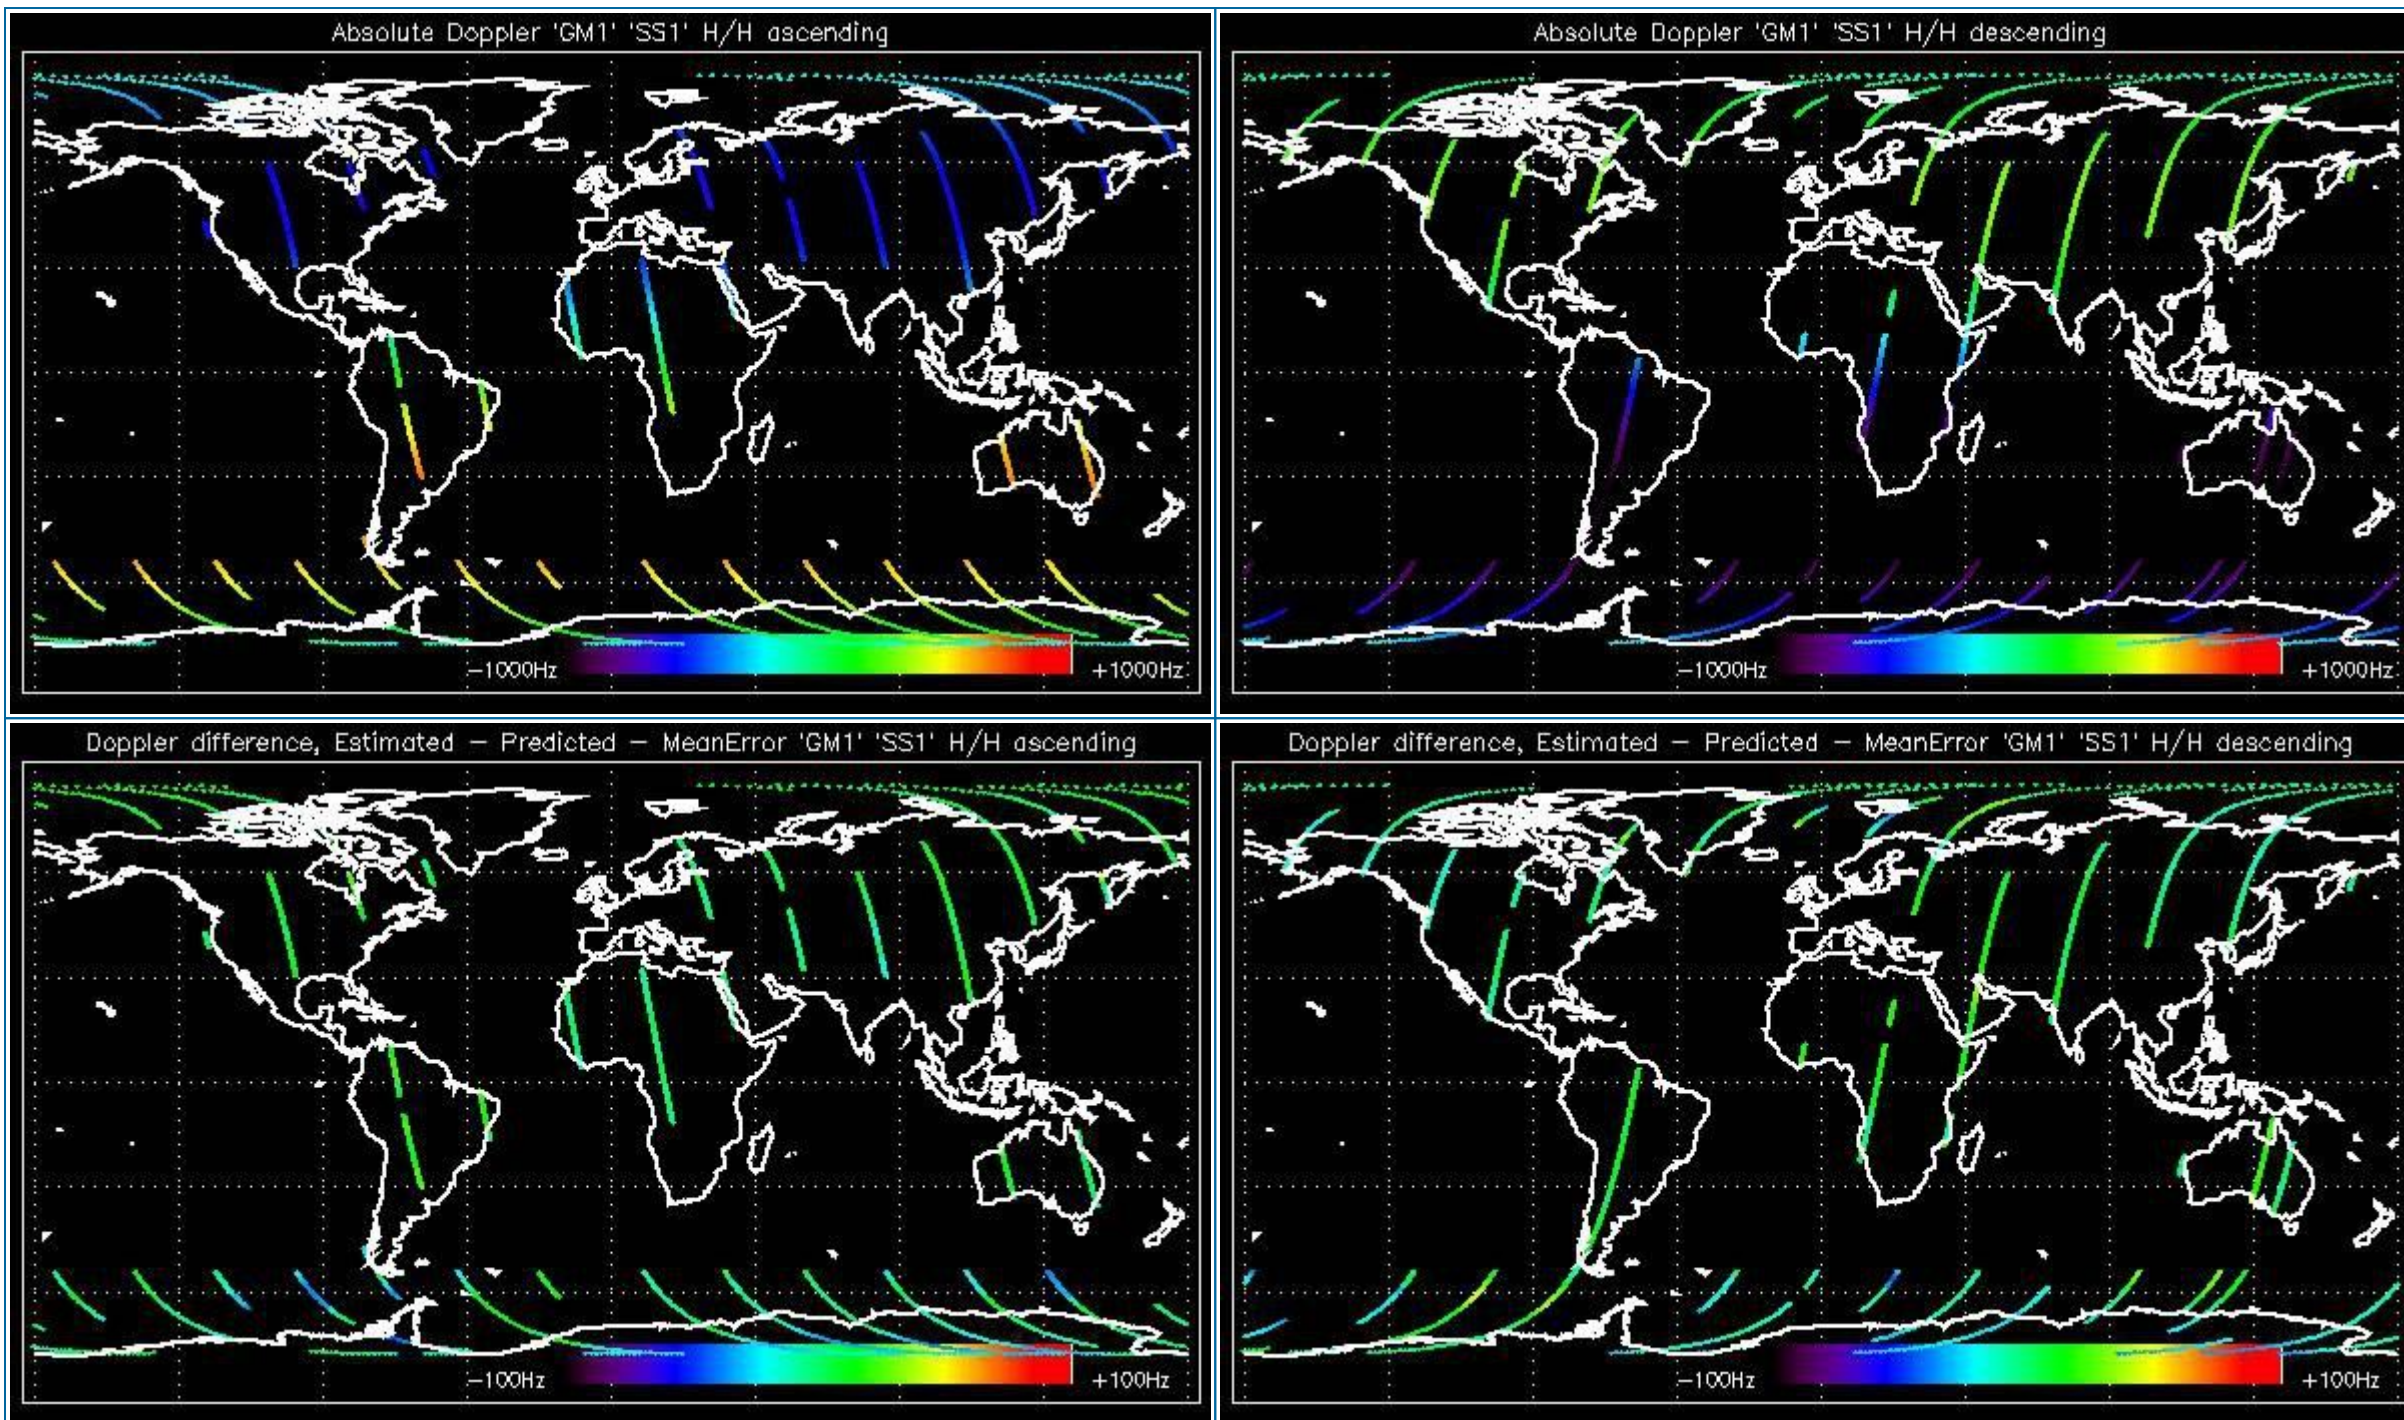 Absolute Doppler 'GM1' 'SS1' H/H ascending
−1000Hz
+1000Hz
Absolute Doppler 'GM1' 'SS1' H/H descending
−1000Hz
+1000Hz
Doppler difference, Estimated − Predicted − MeanError 'GM1' 'SS1' H/H ascending
−100Hz
+100Hz
Doppler difference, Estimated − Predicted − MeanError 'GM1' 'SS1' H/H descending
−100Hz
+100Hz